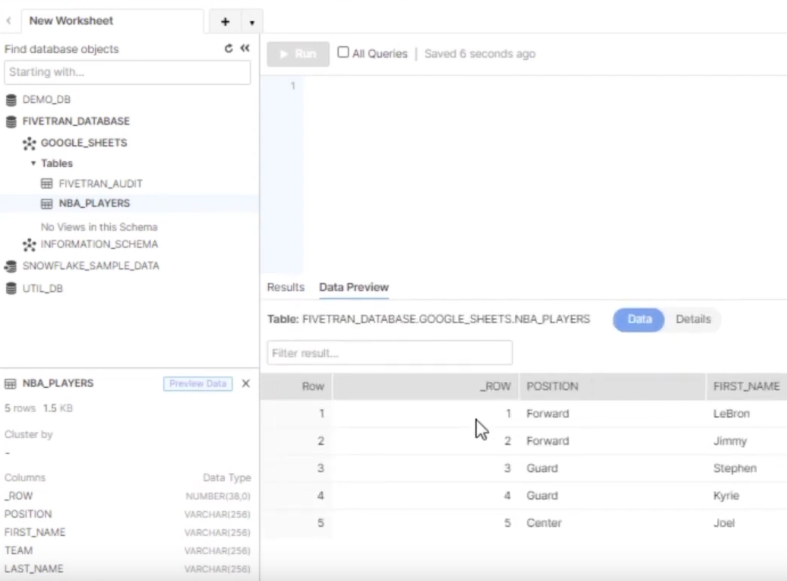 New Worksheet
Find database objects
Starting with...
DEMO_DB
FIVETRAN_DATABASE
GOOGLE_SHEETS
Tables
FIVETRAN_AUDIT
NBA_PLAYERS
No Views in this Schema
INFORMATION_SCHEMA
SNOWFLAKE_SAMPLE_DATA
UTIL_DB
NBA_PLAYERS Preview Data X
5 rows 1.5 KB
Cluster by
-
Columns Data Type
_ROW NUMBER(38,0)
POSITION VARCHAR(256)
FIRST_NAME VARCHAR(256)
TEAM VARCHAR(256)
LAST_NAME VARCHAR(256)
Run All Queries | Saved 6 seconds ago
1
Results Data Preview
Table: FIVETRAN_DATABASE.GOOGLE_SHEETS.NBA_PLAYERS Data Details
Filter result...
Row _ROW POSITION FIRST_NAME
1 1 Forward LeBron
2 2 Forward Jimmy
3 3 Guard Stephen
4 4 Guard Kyrie
5 5 Center Joel